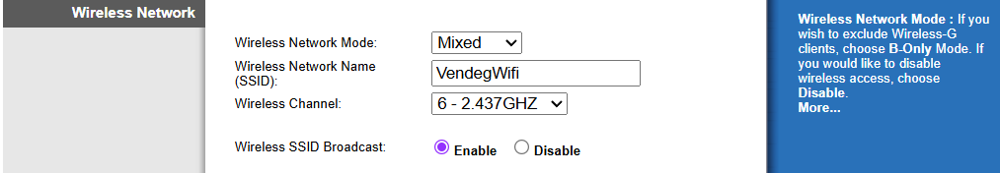 Wireless Network
Wireless Network Mode: Mixed
Wireless Network Name
(SSID): VendegWifi
Wireless Channel: 6 - 2.437GHZ
Wireless SSID Broadcast: Enable Disable
Wireless Network Mode : If you
wish to exclude Wireless-G
clients, choose B-Only Mode. If
you would like to disable
wireless access, choose
Disable.
More...